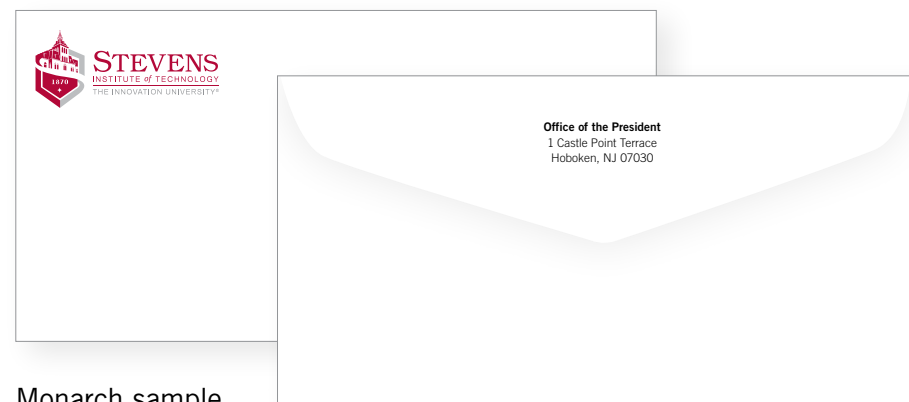 1870
STEVENS
INSTITUTE of TECHNOLOGY
THE INNOVATION UNIVERSITY®
Office of the President
1 Castle Point Terrace
Hoboken, NJ 07030
Monarch sample